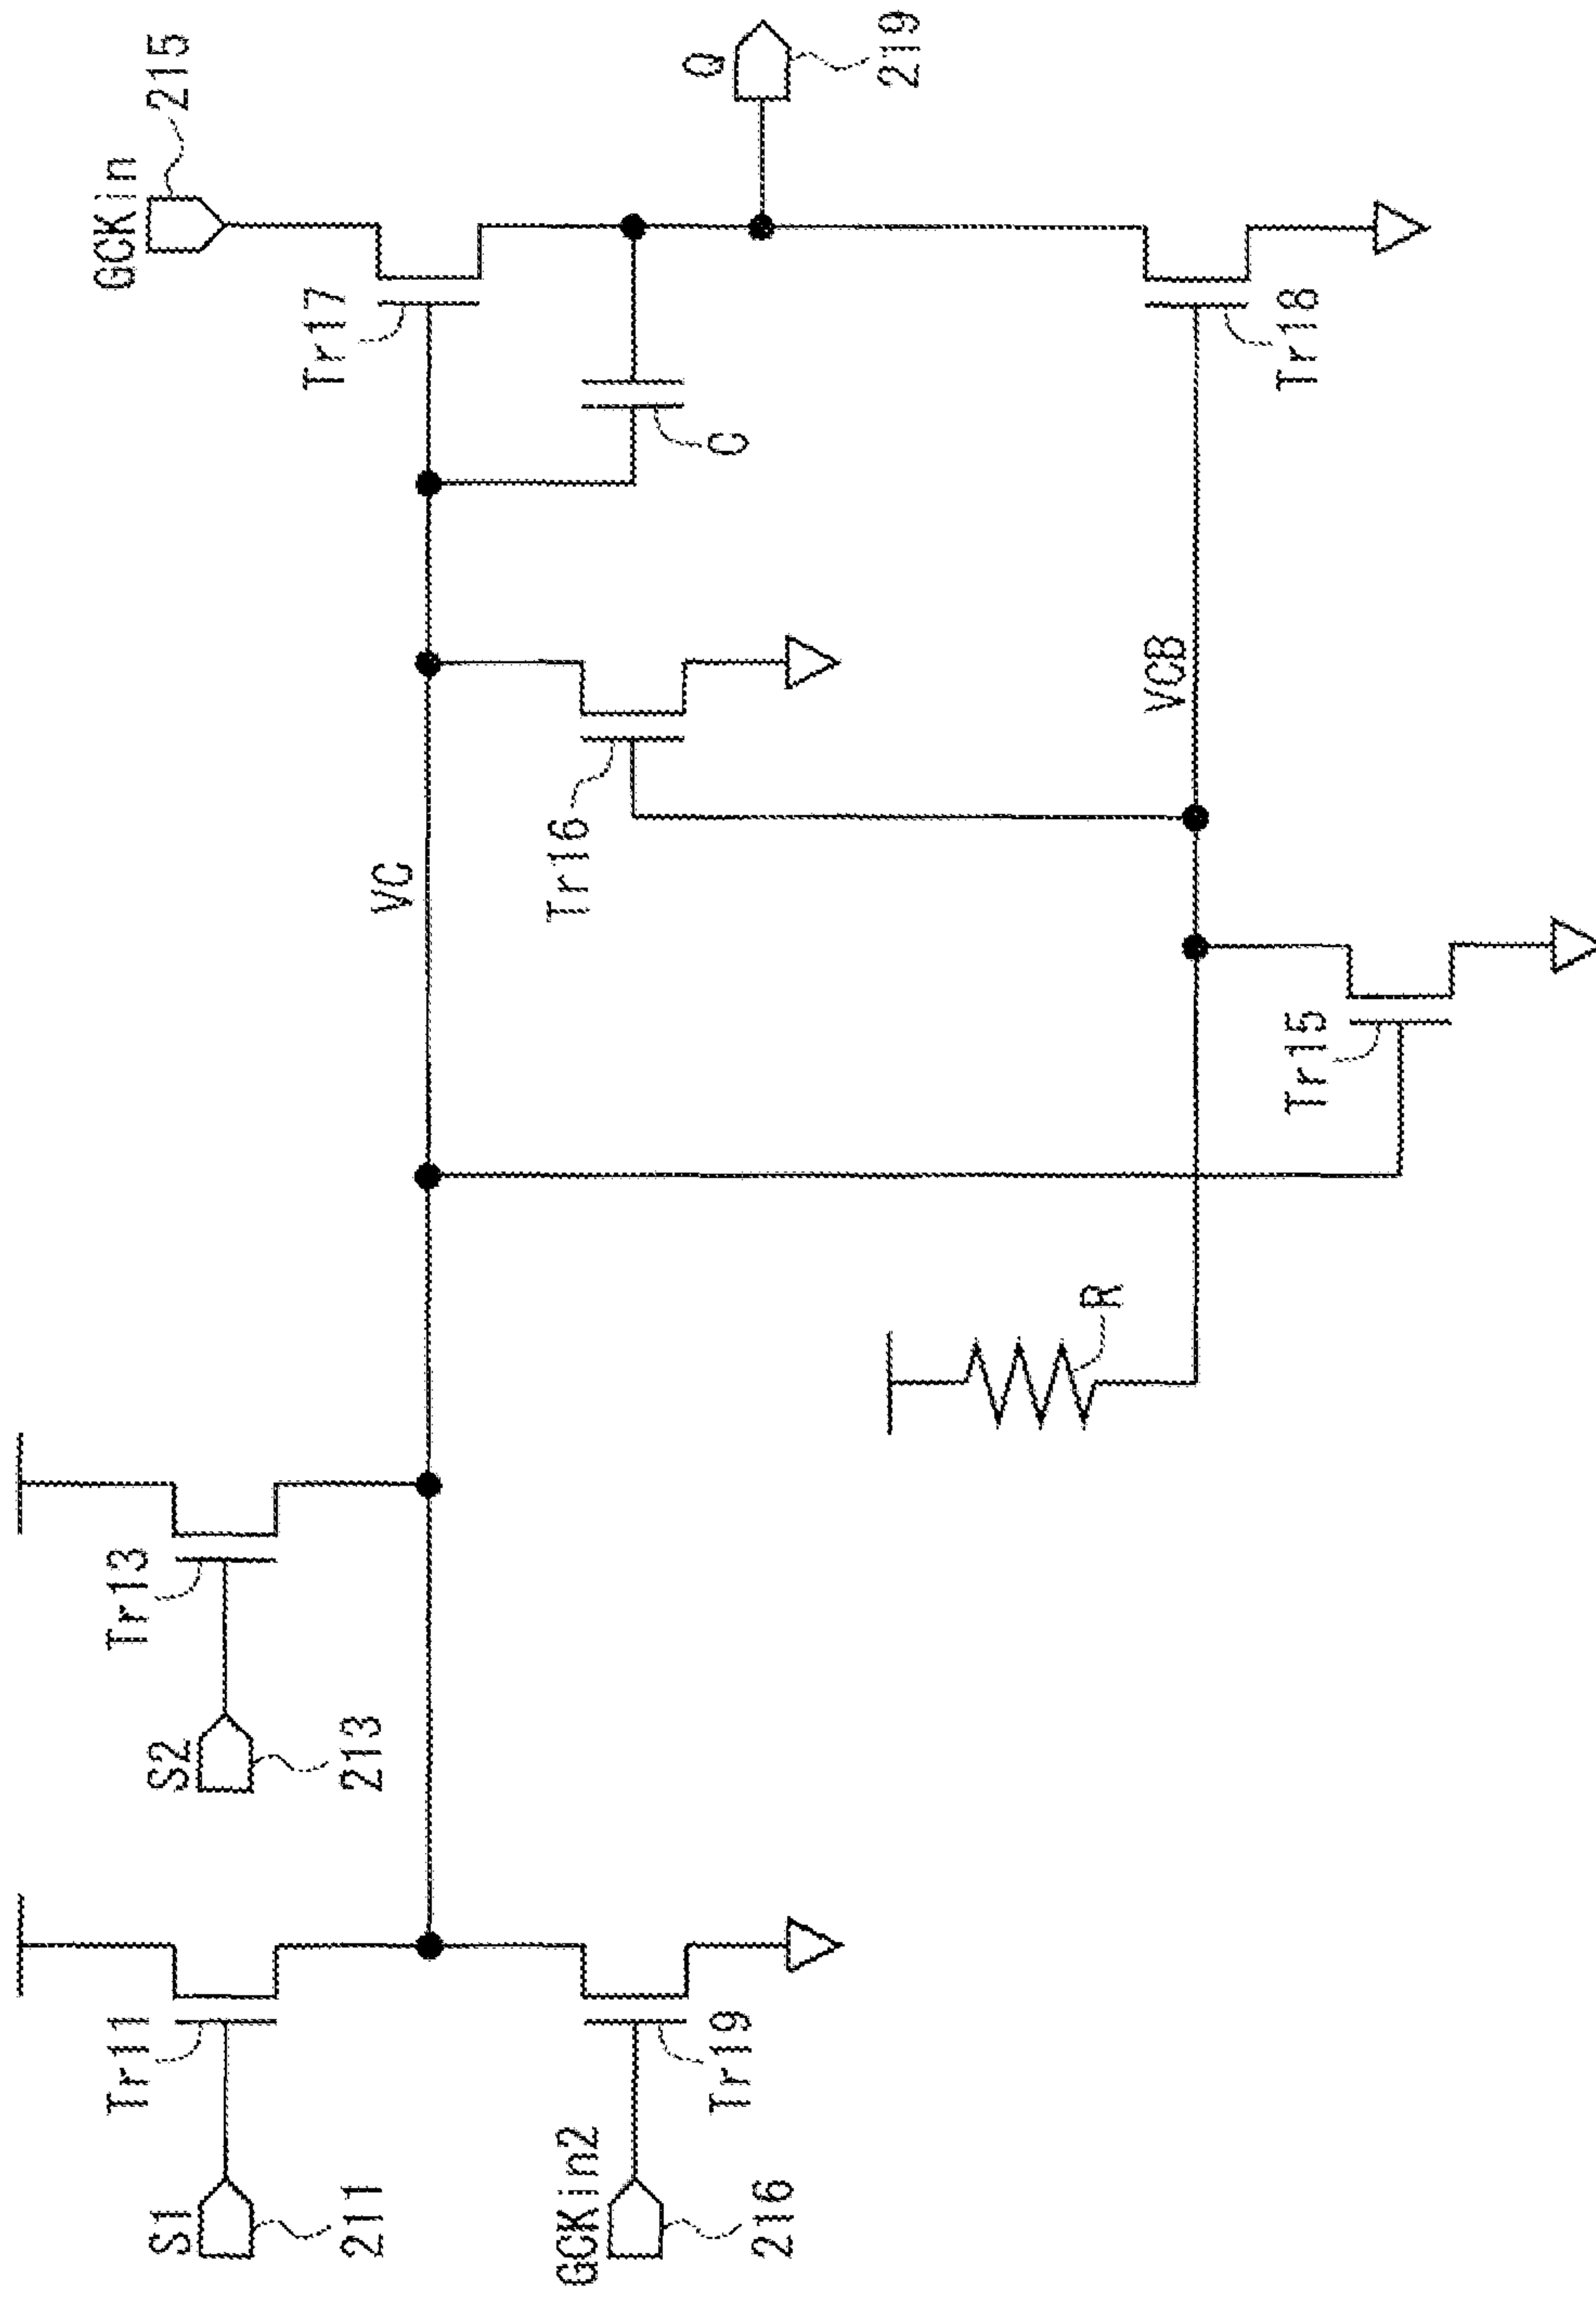 GCKin
215
Tr17
Q
219
C
Tr18
VC
Tr16
VCB
Tr15
R
Tr13
S2
213
Tr11
S1
211
Tr19
GCKin2
216